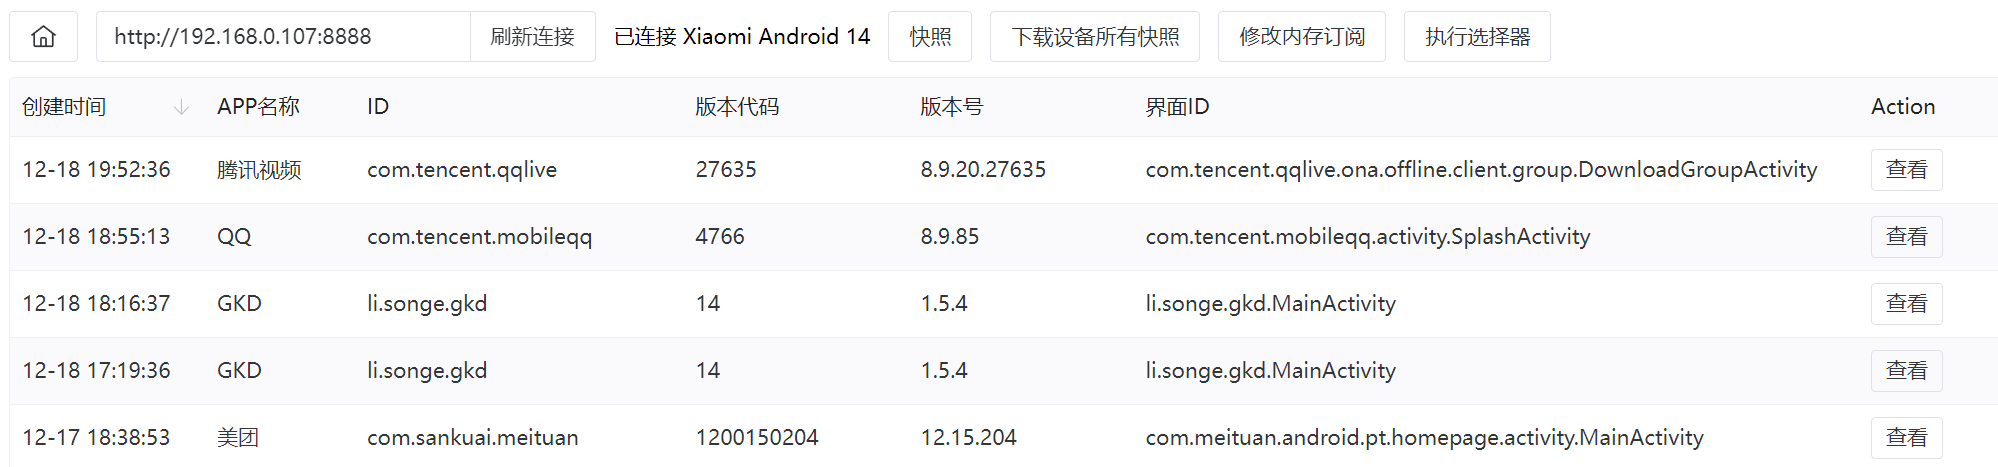 http://192.168.0.107:8888 刷新连接 已连接 Xiaomi Android 14 快照 下载设备所有快照 修改内存订阅 执行选择器
创建时间 APP名称 ID 版本代码 版本号 界面ID Action
12-18 19:52:36 腾讯视频 com.tencent.qqlive 27635 8.9.20.27635 com.tencent.qqlive.ona.offline.client.group.DownloadGroupActivity 查看
12-18 18:55:13 QQ com.tencent.mobileqq 4766 8.9.85 com.tencent.mobileqq.activity.SplashActivity 查看
12-18 18:16:37 GKD li.songe.gkd 14 1.5.4 li.songe.gkd.MainActivity 查看
12-18 17:19:36 GKD li.songe.gkd 14 1.5.4 li.songe.gkd.MainActivity 查看
12-17 18:38:53 美团 com.sankuai.meituan 1200150204 12.15.204 com.meituan.android.pt.homepage.activity.MainActivity 查看